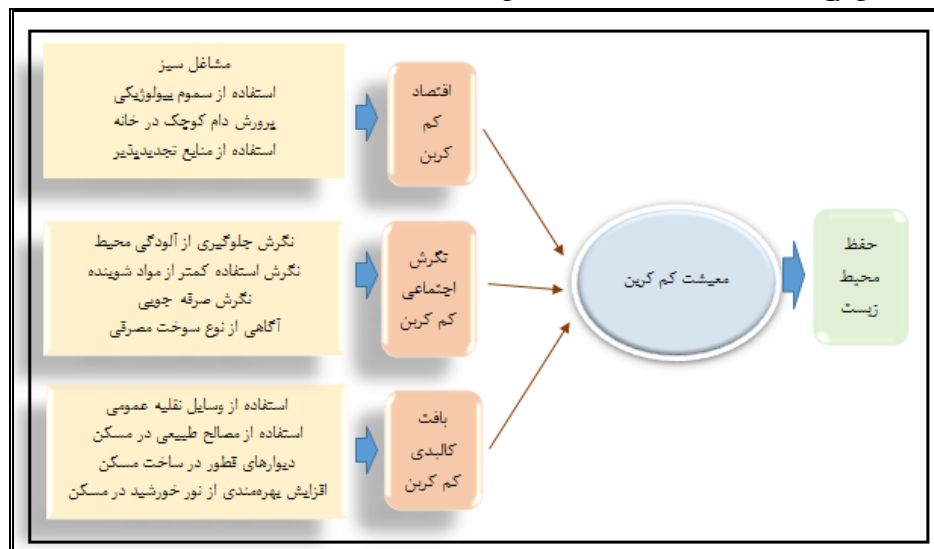 مشاغل سبز
استفاده از سموم بیولوژیکی
پرورش دام کوچک در خانه
استفاده از منابع تجدیدپذیر
اقتصاد
کم
کربن
نگرش جلوگیری از آلودگی محیط
نگرش استفاده کمتر از مواد شوینده
نگرش صرفه جویی
آگاهی از نوع سوخت مصرفی
نگرش
اجتماعی
کم کربن
معیشت کم کربن
حفظ
محیط
زیست
استفاده از وسایل نقلیه عمومی
استفاده از مصالح طبیعی در مسکن
دیوارهای قطور در ساخت مسکن
افزایش بهره‌مندی از نور خورشید در مسکن
بافت
کالبدی
کم کربن